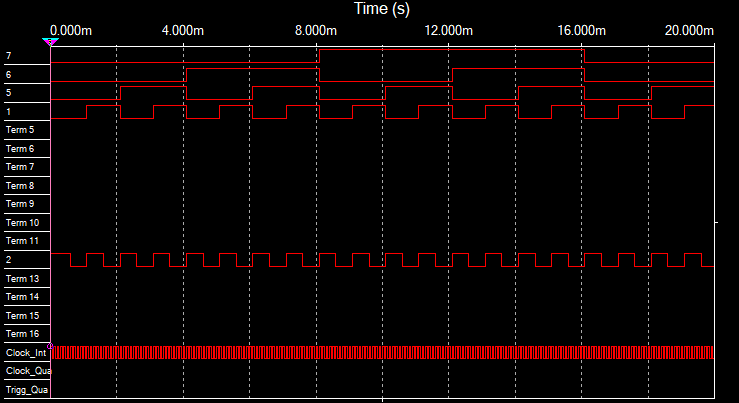 Time (s)
0.000m 4.000m 8.000m 12.000m 16.000m 20.000m
7
6
5
1
Term 5
Term 6
Term 7
Term 8
Term 9
Term 10
Term 11
2
Term 13
Term 14
Term 15
Term 16
Clock_Int
Clock_Qua
Trigg_Qua